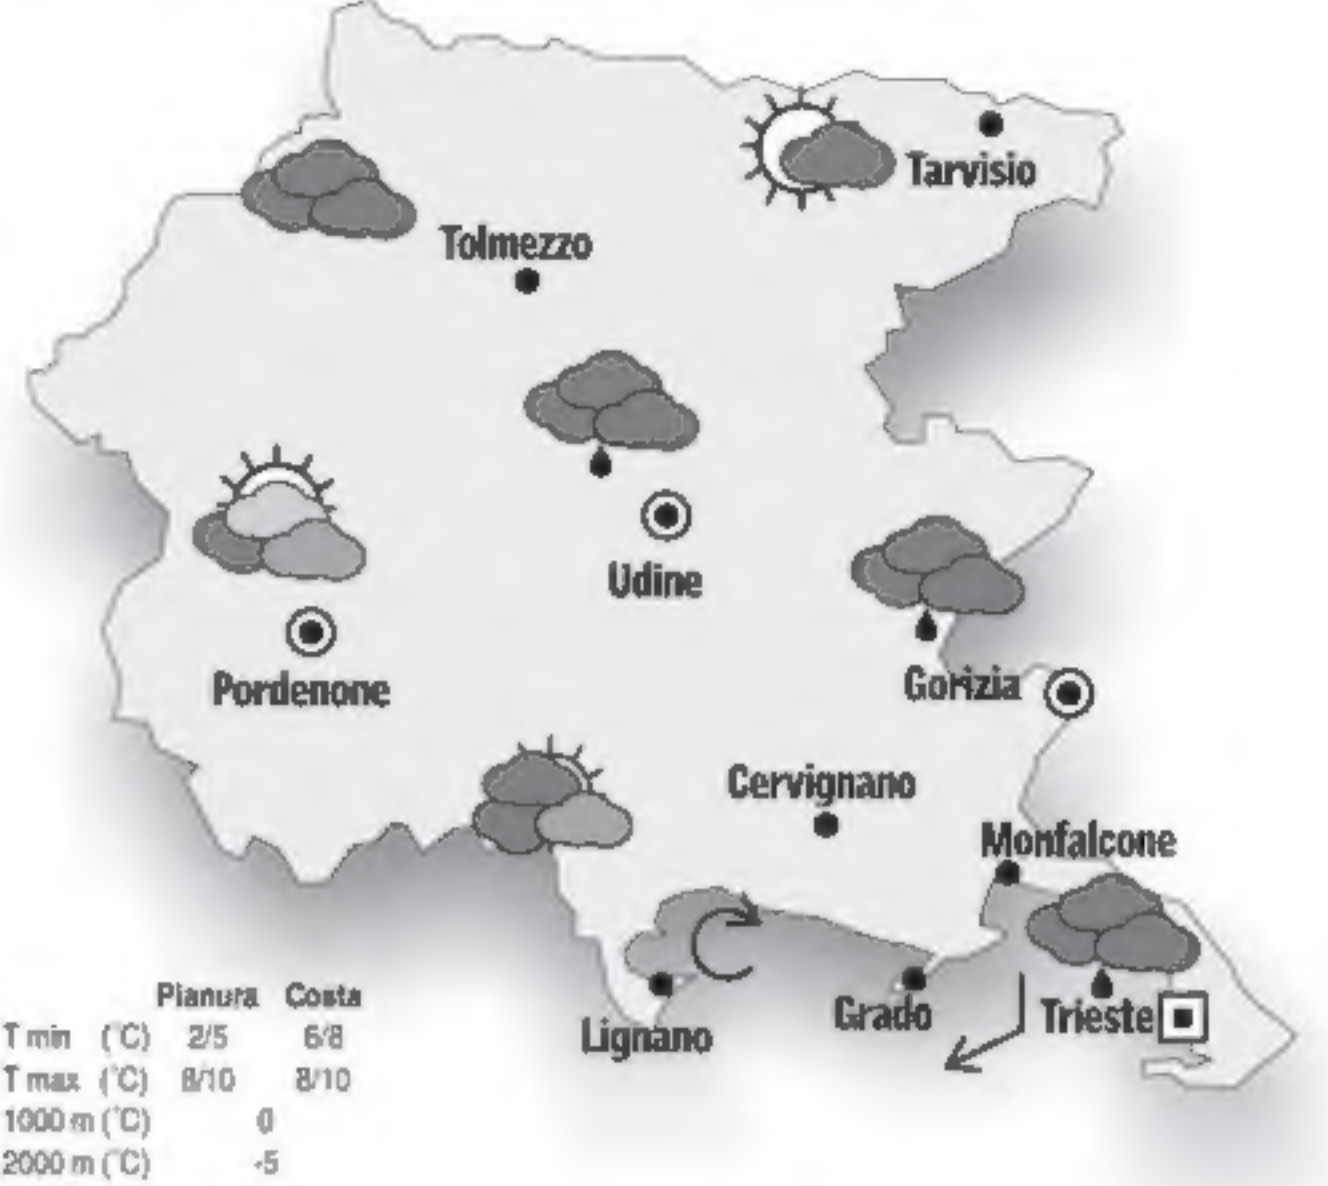 Tarvisio
Tolmezzo
Udine
Pordenone
Gorizia
Cervignano
Monfalcone
Grado
Trieste
Lignano
Pianura Costa
T min (°C) 2/5 6/8
T max (°C) 8/10 8/10
1000 m (°C) 0
2000 m (°C) -5